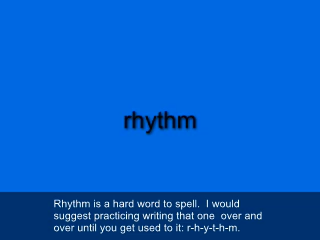 rhythm
Rhythm is a hard word to spell.  I would
suggest practicing writing that one  over and
over until you get used to it: r-h-y-t-h-m.